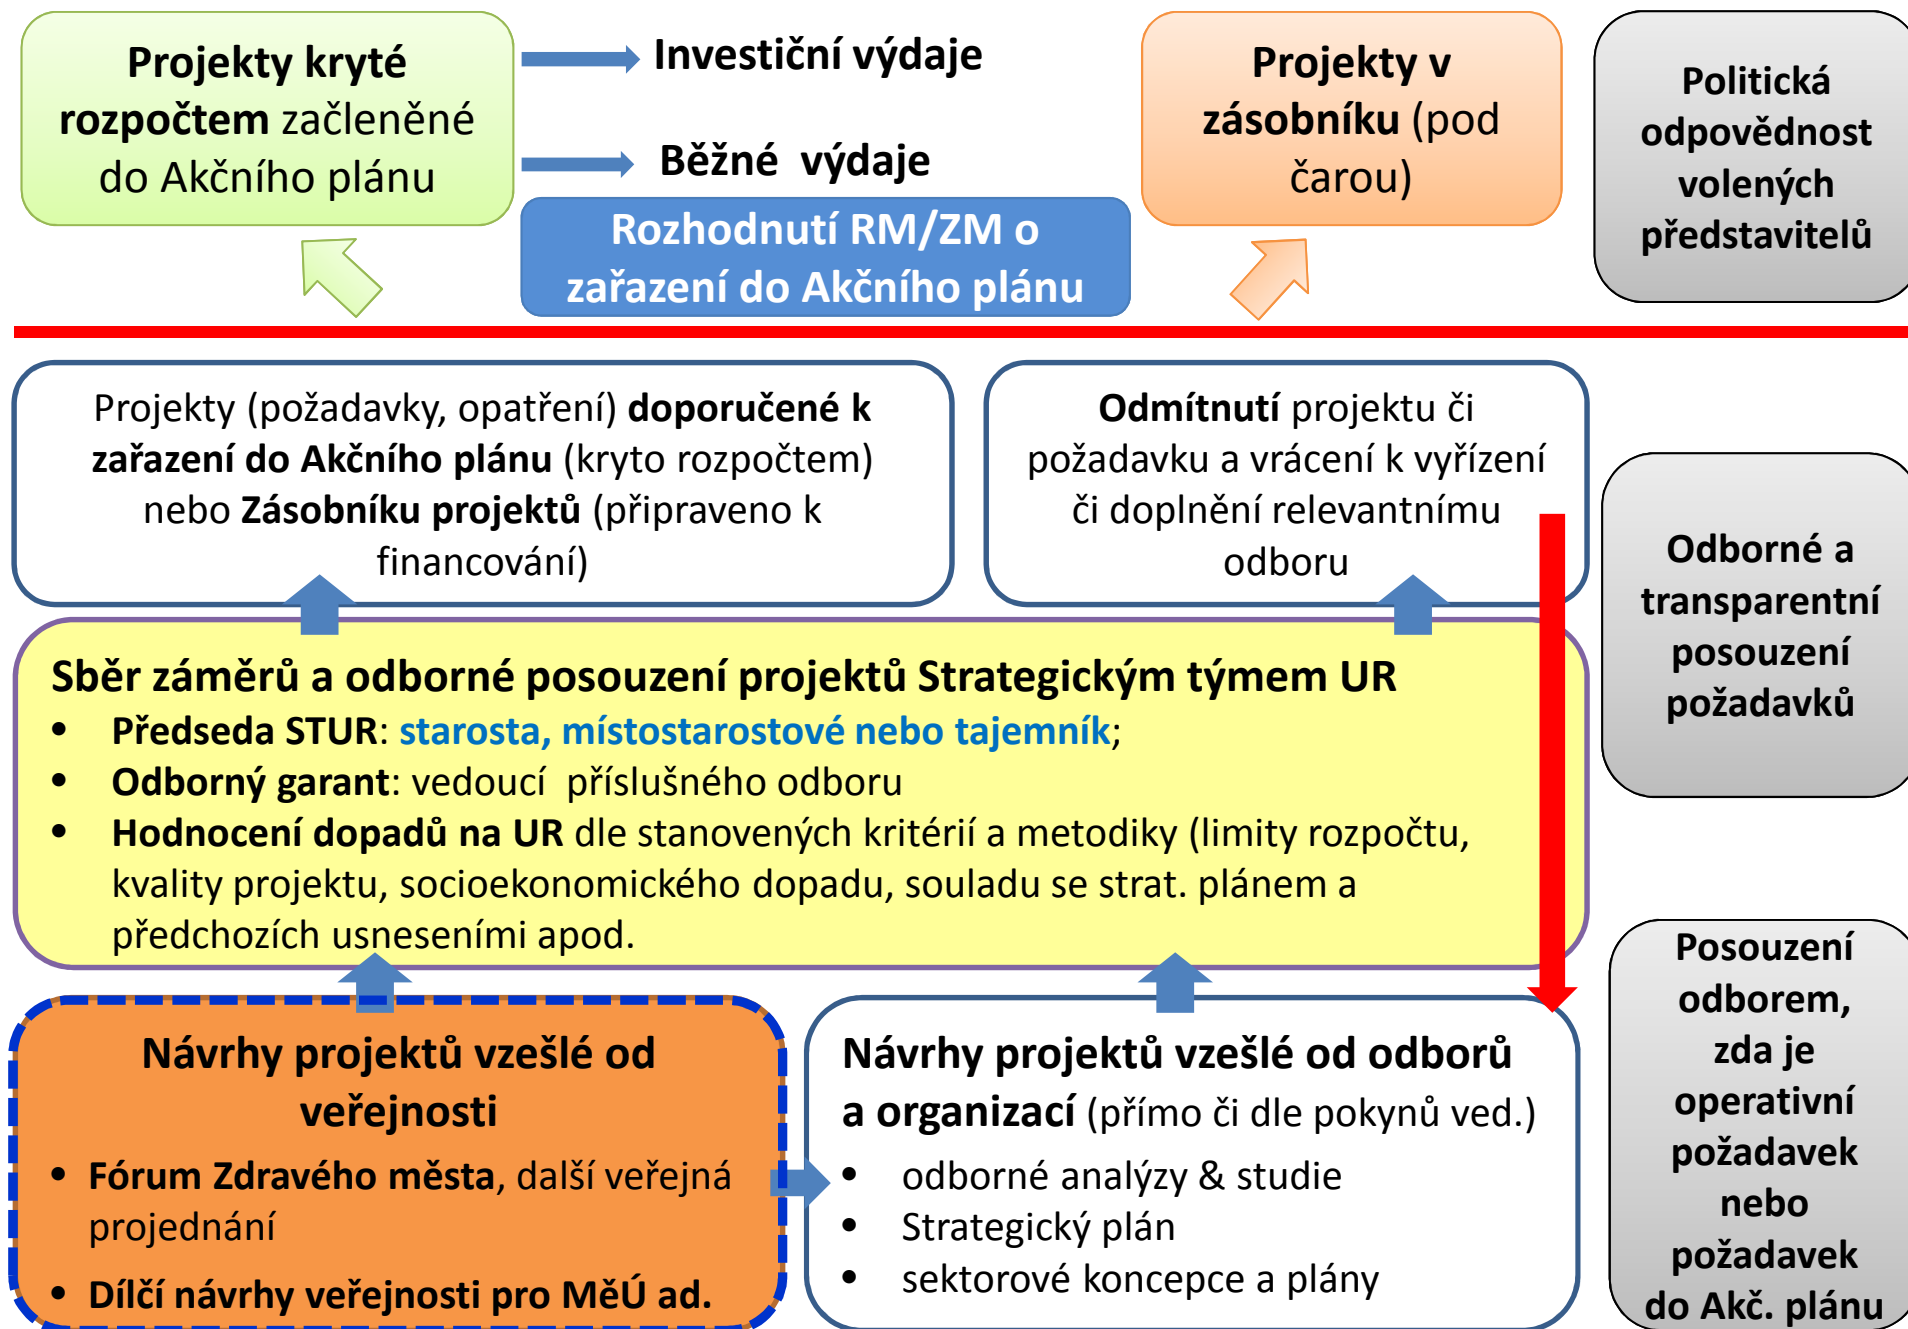 Projekty kryté
rozpočtem začleněné
do Akčního plánu
Investiční výdaje
Běžné výdaje
Rozhodnutí RM/ZM o
zařazení do Akčního plánu
Projekty v
zásobníku (pod
čarou)
Politická
odpovědnost
volených
představitelů
Projekty (požadavky, opatření) doporučené k
zařazení do Akčního plánu (kryto rozpočtem)
nebo Zásobníku projektů (připraveno k
financování)
Odmítnutí projektu či
požadavku a vrácení k vyřízení
či doplnění relevantnímu
odboru
Odborné a
transparentní
posouzení
požadavků
Sběr záměrů a odborné posouzení projektů Strategickým týmem UR
• Předseda STUR: starosta, místostarostové nebo tajemník;
• Odborný garant: vedoucí příslušného odboru
• Hodnocení dopadů na UR dle stanovených kritérií a metodiky (limity rozpočtu,
kvality projektu, socioekonomického dopadu, souladu se strat. plánem a
předchozích usneseními apod.
Návrhy projektů vzešlé od
veřejnosti
• Fórum Zdravého města, další veřejná
projednání
• Dílčí návrhy veřejnosti pro MěÚ ad.
Návrhy projektů vzešlé od odborů
a organizací (přímo či dle pokynů ved.)
• odborné analýzy & studie
• Strategický plán
• sektorové koncepce a plány
Posouzení
odborem,
zda je
operativní
požadavek
nebo
požadavek
do Akč. plánu